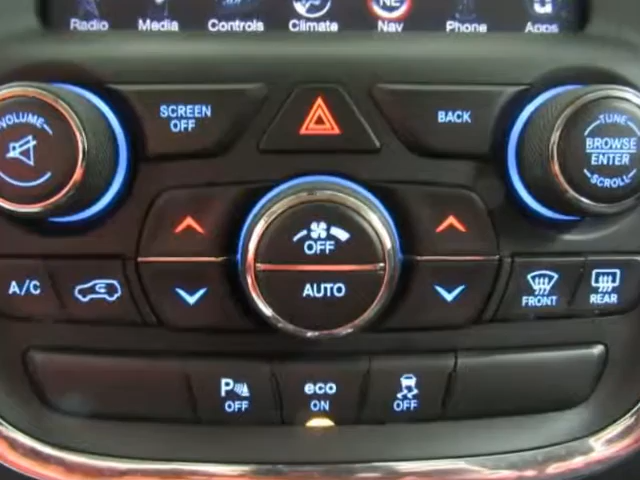 Radio Media Controls Climate Nav Phone Apps
VOLUME
SCREEN
OFF
BACK
TUNE
BROWSE
ENTER
SCROLL
OFF
AUTO
A/C
FRONT
REAR
P
OFF
eco
ON
OFF